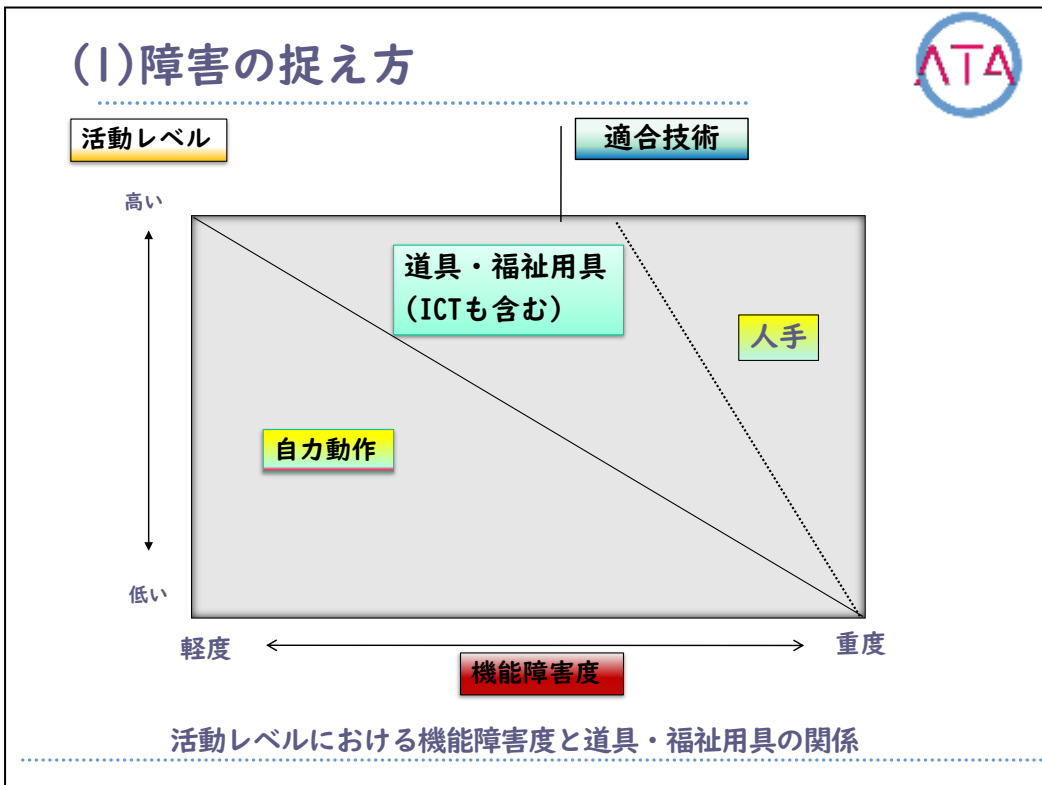 (1)障害の捉え方
ATA
活動レベル
適合技術
高い
道具・福祉用具
(ICTも含む)
人手
自力動作
低い
軽度
重度
機能障害度
活動レベルにおける機能障害度と道具・福祉用具の関係